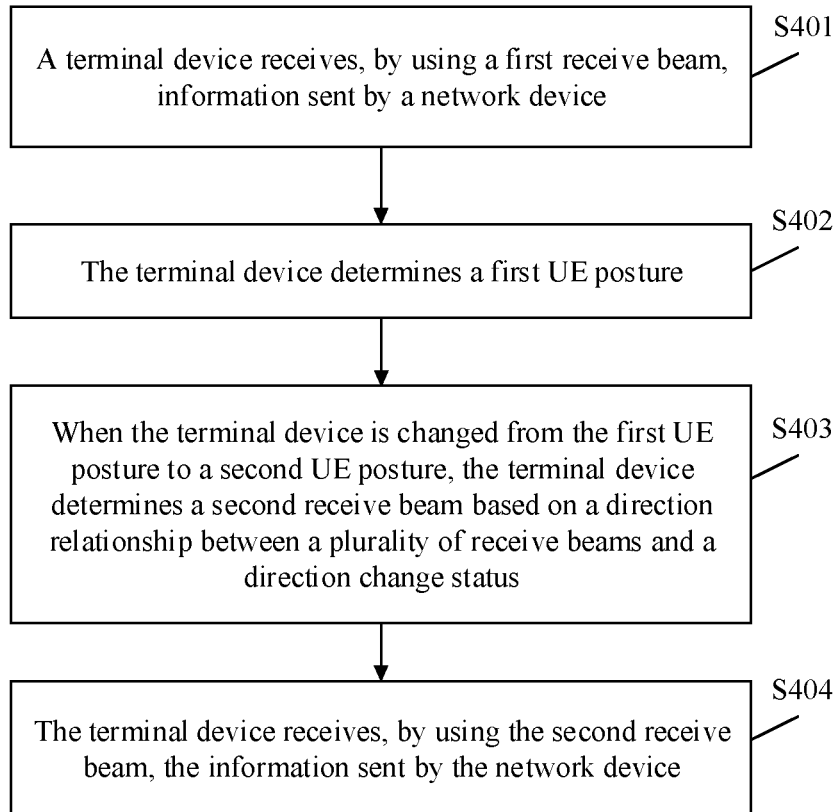 S401
A terminal device receives, by using a first receive beam,
information sent by a network device
S402
The terminal device determines a first UE posture
S403
When the terminal device is changed from the first UE
posture to a second UE posture, the terminal device
determines a second receive beam based on a direction
relationship between a plurality of receive beams and a
direction change status
S404
The terminal device receives, by using the second receive
beam, the information sent by the network device